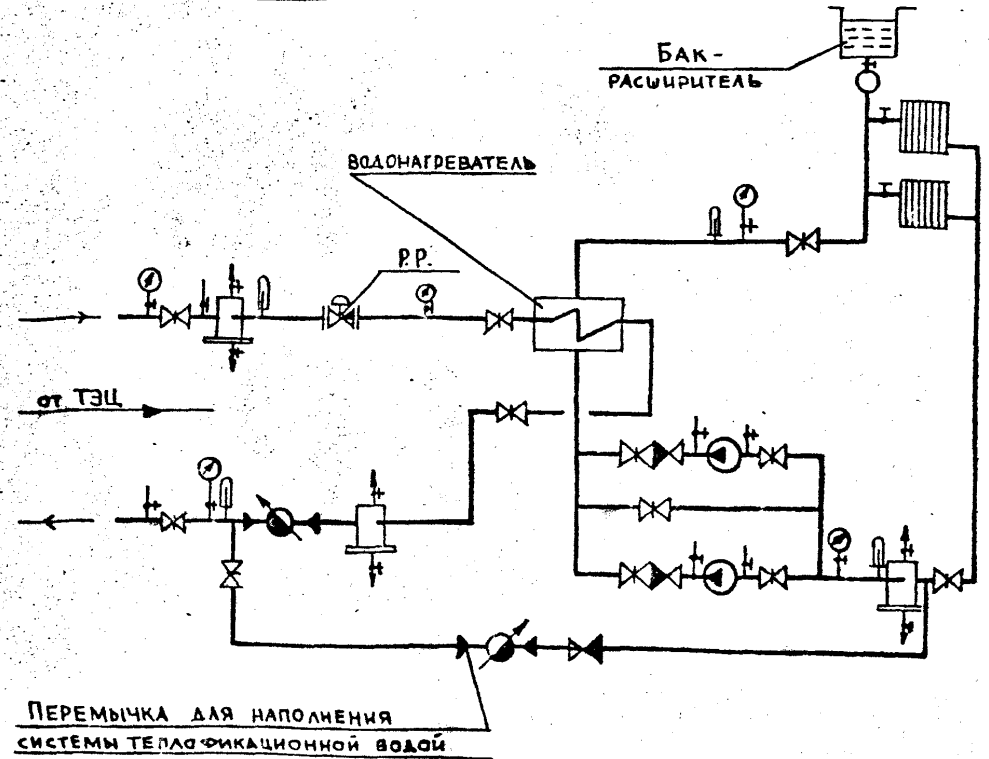 БАК-
РАСШИРИТЕЛЬ
ВОДОНАГРЕВАТЕЛЬ
Р.Р.
от ТЭЦ
ПЕРЕМЫЧКА ДЛЯ НАПОЛНЕНИЯ
СИСТЕМЫ ТЕПЛОФИКАЦИОННОЙ ВОДОЙ